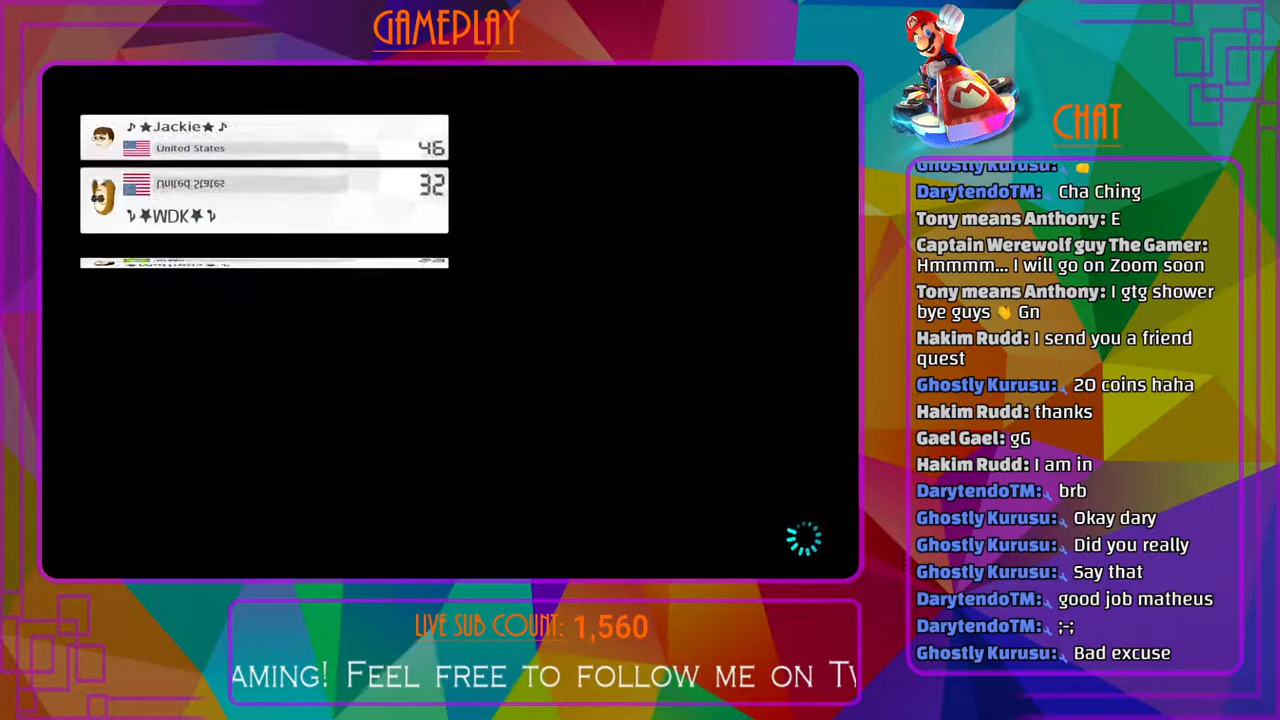 GAMEPLAY
♪ ★Jackie★ ♪
United States
46
United States
32
♪★WDK★♪
CHAT
Ghostly Kurusu:
DarytendoTM: Cha Ching
Tony means Anthony: E
Captain Werewolf guy The Gamer:
Hmmmm... I will go on Zoom soon
Tony means Anthony: I gtg shower
bye guys 👋 Gn
Hakim Rudd: I send you a friend
quest
Ghostly Kurusu: 20 coins haha
Hakim Rudd: thanks
Gael Gael: gG
Hakim Rudd: I am in
DarytendoTM: brb
Ghostly Kurusu: Okay dary
Ghostly Kurusu: Did you really
Ghostly Kurusu: Say that
DarytendoTM: good job matheus
DarytendoTM: ;-;
Ghostly Kurusu: Bad excuse
LIVE SUB COUNT: 1,560
AMING! FEEL FREE TO FOLLOW ME ON TW